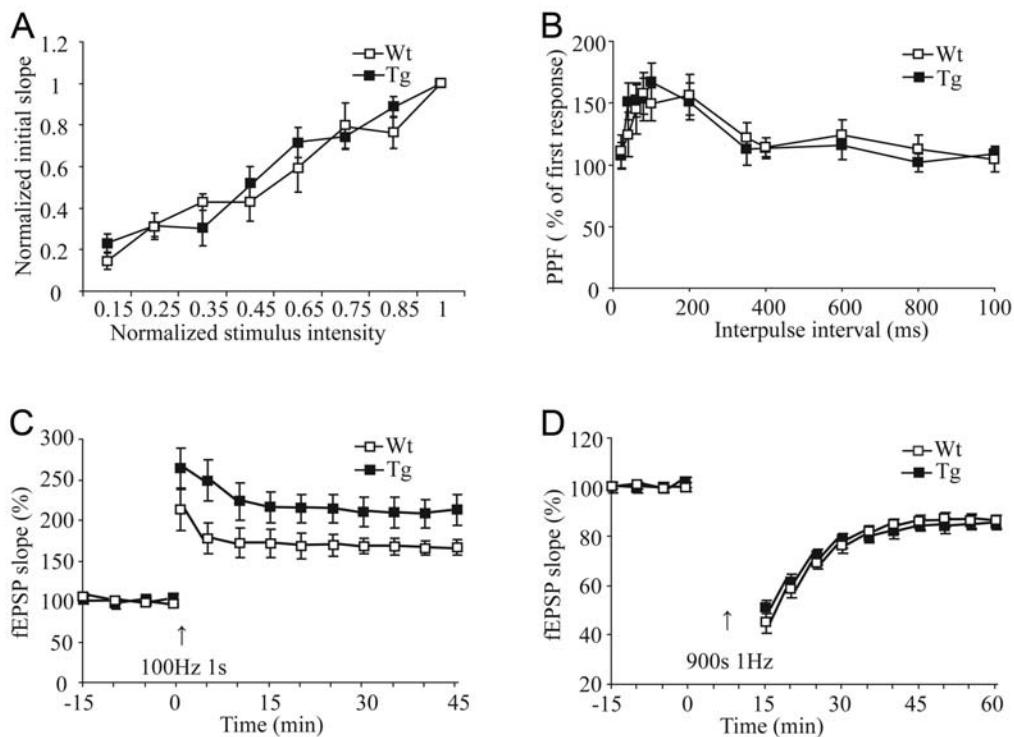 A
Wt
Tg
Normalized initial slope
1.2
1
0.8
0.6
0.4
0.2
0
0.15 0.25 0.35 0.45 0.65 0.75 0.85 1
Normalized stimulus intensity
B
Wt
Tg
PPF ( % of first response)
200
150
100
50
0
0 200 400 600 800 100
Interpulse interval (ms)
C
Wt
Tg
fEPSP slope (%)
300
250
200
150
100
50
0
↑
100Hz 1s
-15 0 15 30 45
Time (min)
D
Wt
Tg
fEPSP slope (%)
120
100
80
60
40
20
↑
900s 1Hz
-15 0 15 30 45 60
Time (min)